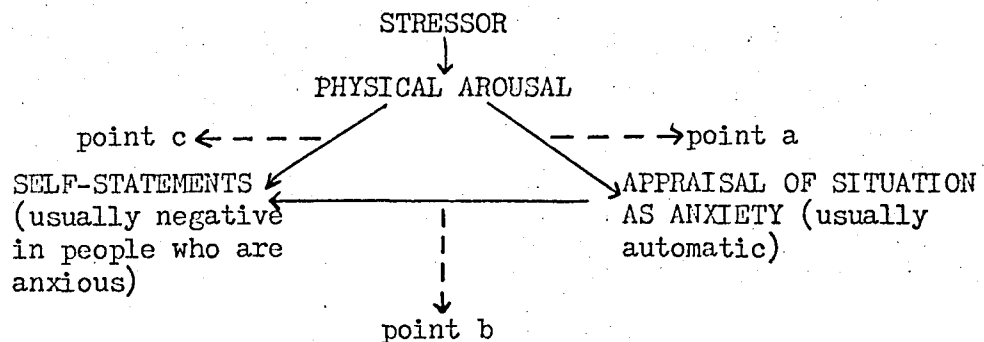 STRESSOR
PHYSICAL AROUSAL
point c
point a
SELF-STATEMENTS
(usually negative
in people who are
anxious)
APPRAISAL OF SITUATION
AS ANXIETY (usually
automatic)
point b